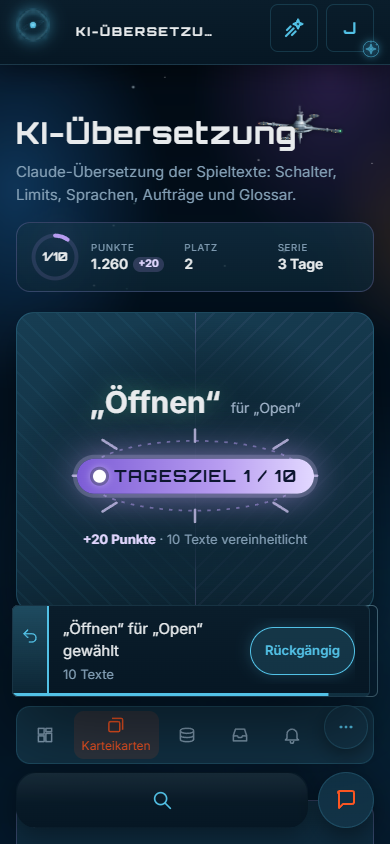 KI-ÜBERSETZU…
KI-Übersetzung
Claude-Übersetzung der Spieltexte: Schalter,
Limits, Sprachen, Aufträge und Glossar.
1/10
PUNKTE
1.260 +20
PLATZ
2
SERIE
3 Tage
„Öffnen“ für „Open“
TAGESZIEL 1 / 10
+20 Punkte · 10 Texte vereinheitlicht
„Öffnen“ für „Open“
gewählt
10 Texte
Rückgängig
Karteikarten